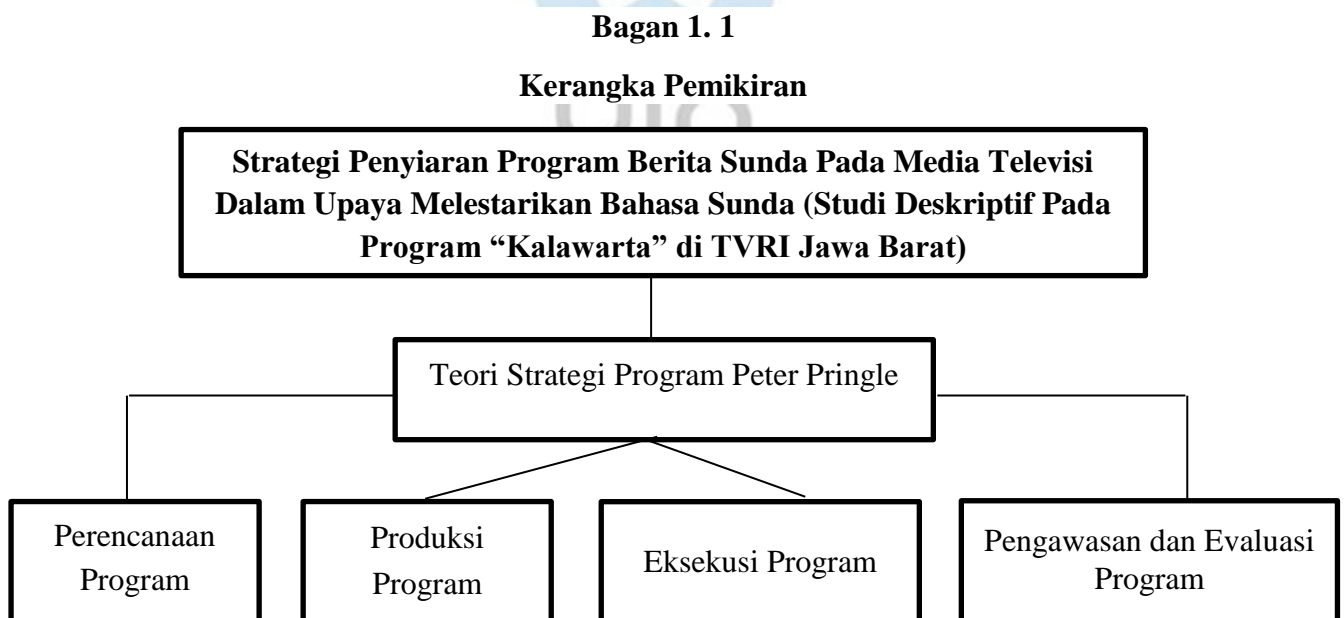 Bagan 1. 1
Kerangka Pemikiran
Strategi Penyiaran Program Berita Sunda Pada Media Televisi
Dalam Upaya Melestarikan Bahasa Sunda (Studi Deskriptif Pada
Program “Kalawarta” di TVRI Jawa Barat)
Teori Strategi Program Peter Pringle
Perencanaan
Program
Produksi
Program
Eksekusi Program
Pengawasan dan Evaluasi
Program